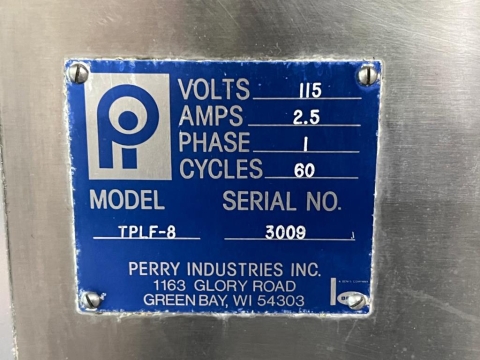 VOLTS 115
AMPS 2.5
PHASE 1
CYCLES 60
MODEL SERIAL NO.
TPLF-8 3009
PERRY INDUSTRIES INC.
1163 GLORY ROAD
GREEN BAY, WI 54303